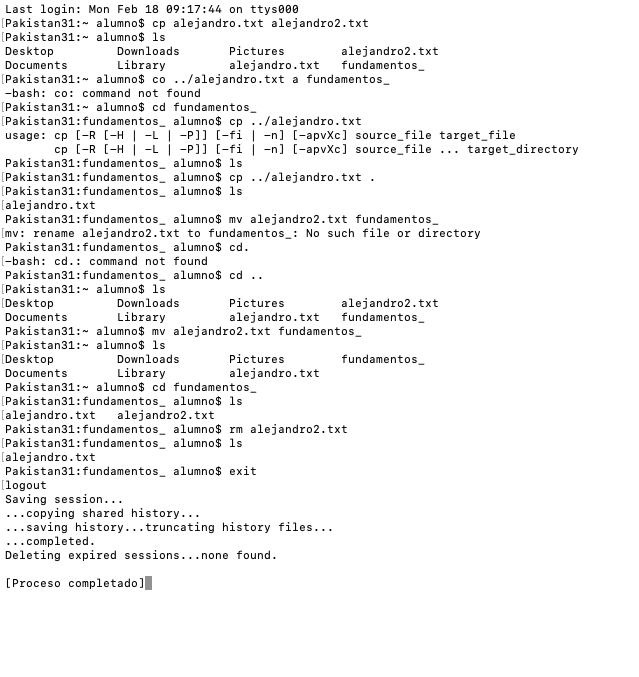 Last login: Mon Feb 18 09:17:44 on ttys000
[Pakistan31:~ alumno$ cp alejandro.txt alejandro2.txt
[Pakistan31:~ alumno$ ls
Desktop Downloads Pictures alejandro2.txt
Documents Library alejandro.txt fundamentos_
[Pakistan31:~ alumno$ co ../alejandro.txt a fundamentos_
-bash: co: command not found
[Pakistan31:~ alumno$ cd fundamentos_
[Pakistan31:fundamentos_ alumno$ cp ../alejandro.txt
usage: cp [-R [-H | -L | -P]] [-fi | -n] [-apvXc] source_file target_file
cp [-R [-H | -L | -P]] [-fi | -n] [-apvXc] source_file ... target_directory
Pakistan31:fundamentos_ alumno$ ls
[Pakistan31:fundamentos_ alumno$ cp ../alejandro.txt .
[Pakistan31:fundamentos_ alumno$ ls
[alejandro.txt
Pakistan31:fundamentos_ alumno$ mv alejandro2.txt fundamentos_
[mv: rename alejandro2.txt to fundamentos_: No such file or directory
Pakistan31:fundamentos_ alumno$ cd.
[-bash: cd.: command not found
Pakistan31:fundamentos_ alumno$ cd ..
[Pakistan31:~ alumno$ ls
[Desktop Downloads Pictures alejandro2.txt
Documents Library alejandro.txt fundamentos_
[Pakistan31:~ alumno$ mv alejandro2.txt fundamentos_
[Pakistan31:~ alumno$ ls
[Desktop Downloads Pictures fundamentos_
Documents Library alejandro.txt
Pakistan31:~ alumno$ cd fundamentos_
[Pakistan31:fundamentos_ alumno$ ls
[alejandro.txt alejandro2.txt
Pakistan31:fundamentos_ alumno$ rm alejandro2.txt
[Pakistan31:fundamentos_ alumno$ ls
[alejandro.txt
Pakistan31:fundamentos_ alumno$ exit
[logout
Saving session...
...copying shared history...
...saving history...truncating history files...
...completed.
Deleting expired sessions...none found.
[Proceso completado]